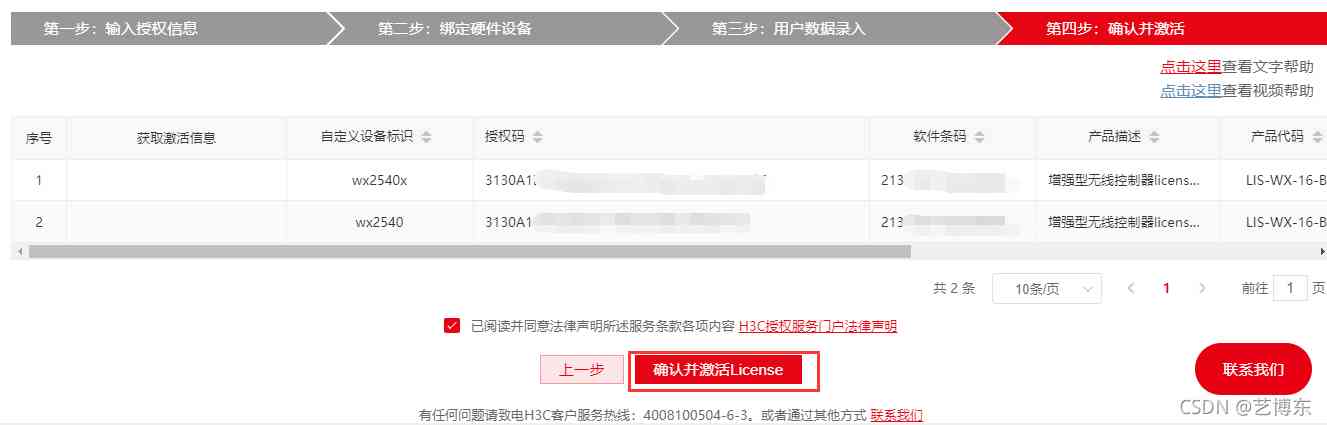 第一步：输入授权信息 第二步：绑定硬件设备 第三步：用户数据录入 第四步：确认并激活
点击这里查看文字帮助
点击这里查看视频帮助
序号 获取激活信息 自定义设备标识 授权码 软件条码 产品描述 产品代码
1 wx2540x 3130A1 213 增强型无线控制器licens... LIS-WX-16-B
2 wx2540 3130A1 213 增强型无线控制器licens... LIS-WX-16-B
共 2 条 10条/页 1 前往 1 页
已阅读并同意法律声明所述服务条款各项内容 H3C授权服务门户法律声明
上一步 确认并激活License 联系我们
有任何问题请致电H3C客户服务热线：4008100504-6-3。或者通过其他方式 联系我们
CSDN @艺博东